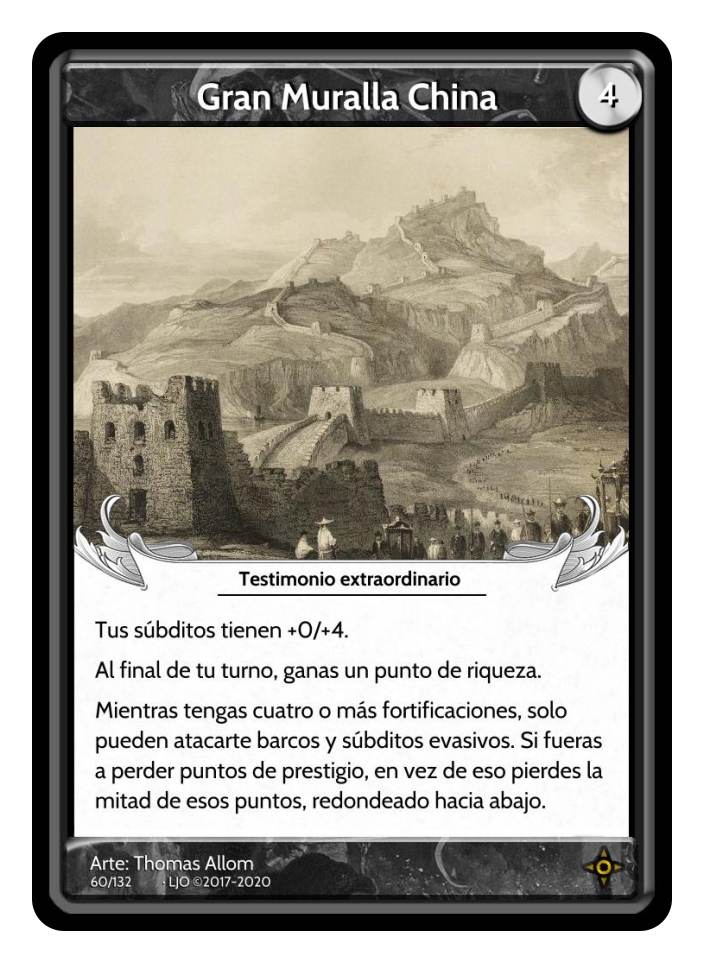 Gran Muralla China
4
Testimonio extraordinario
Tus súbditos tienen +0/+4.
Al final de tu turno, ganas un punto de riqueza.
Mientras tengas cuatro o más fortificaciones, solo
pueden atacarte barcos y súbditos evasivos. Si fueras
a perder puntos de prestigio, en vez de eso pierdes la
mitad de esos puntos, redondeado hacia abajo.
Arte: Thomas Allom
60/132 · LJO ©2017-2020